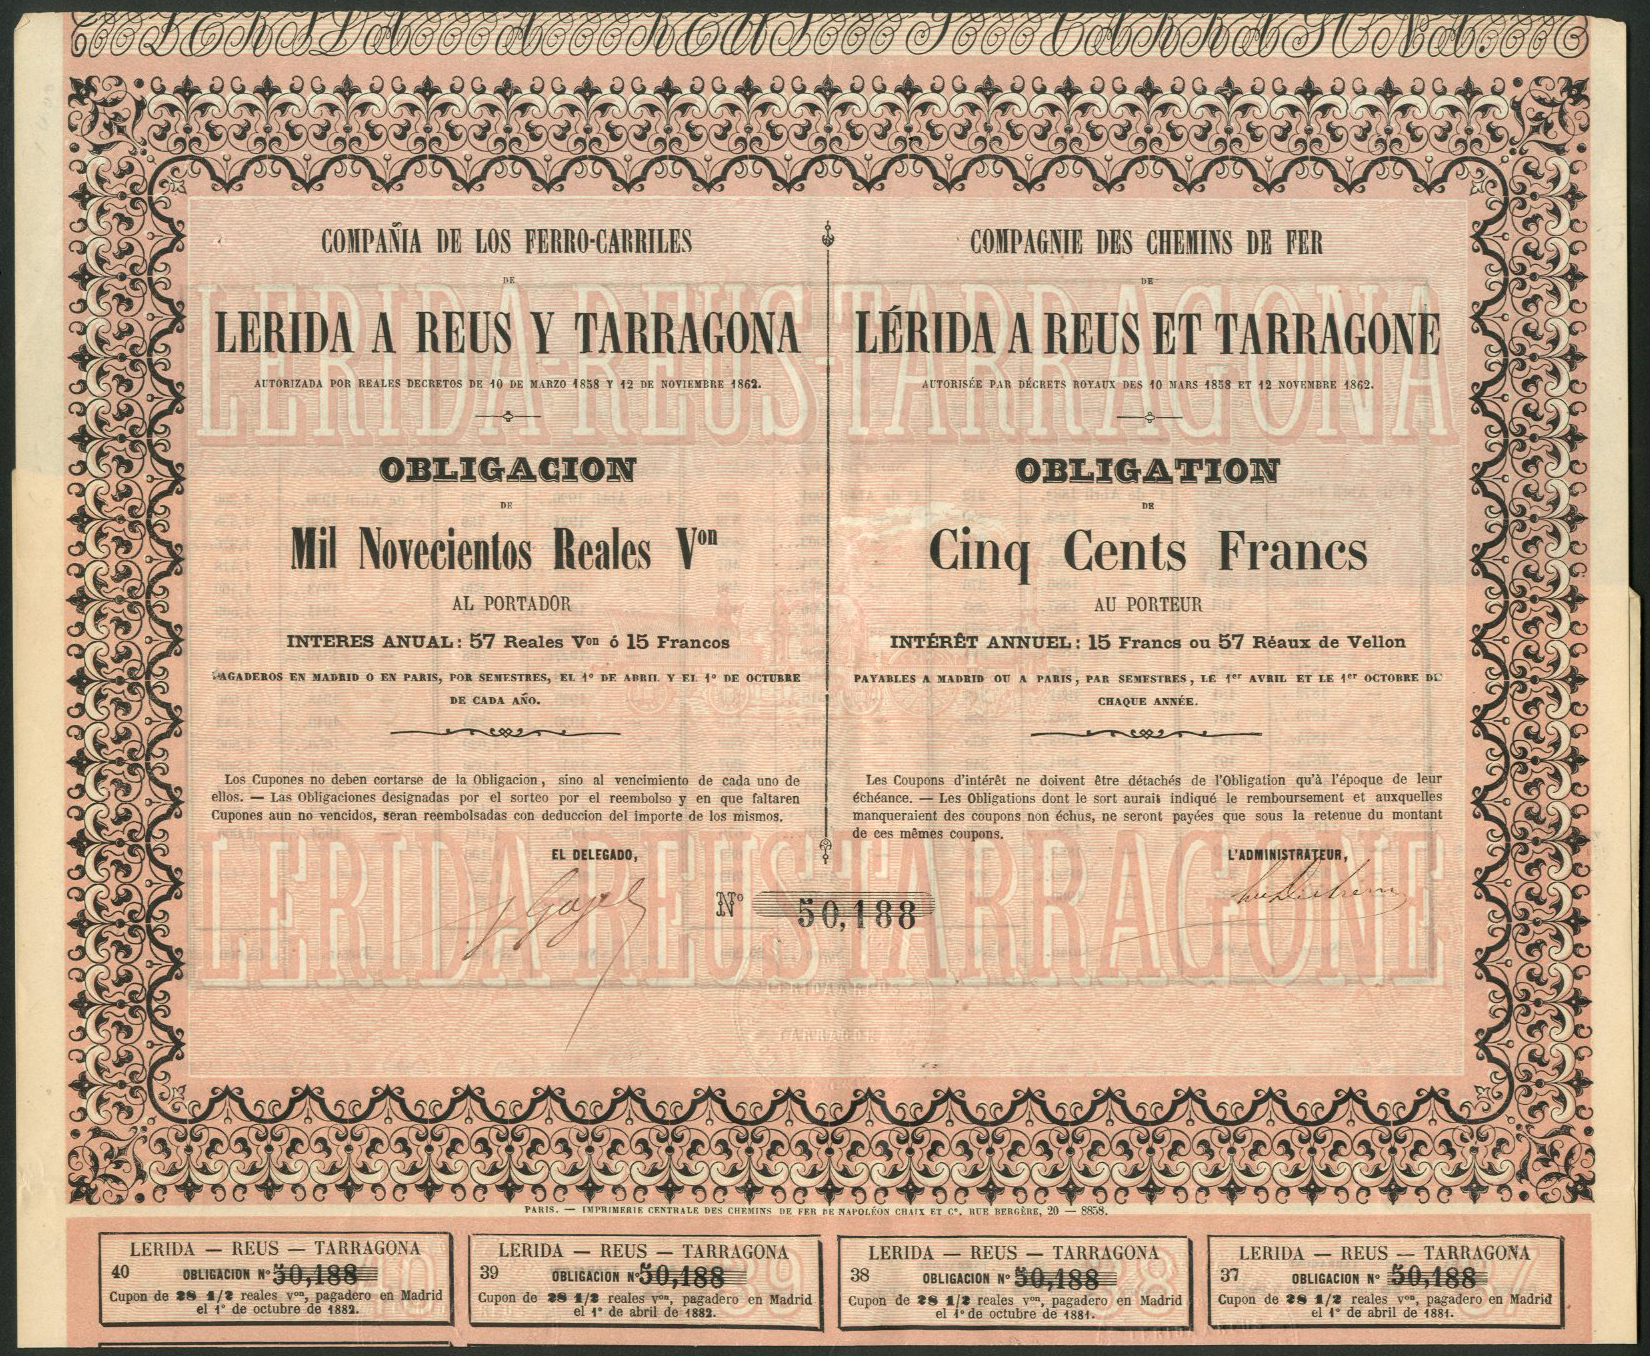 LERIDA A REUS Y TARRAGONA.
COMPAÑIA DE LOS FERRO-CARRILES
DE
LERIDA A REUS Y TARRAGONA
AUTORIZADA POR REALES DECRETOS DE 10 DE MARZO 1858 Y 12 DE NOVIEMBRE 1862.
OBLIGACION
DE
Mil Novecientos Reales Von
AL PORTADOR
INTERES ANUAL: 57 Reales Von ó 15 Francos
PAGADEROS EN MADRID O EN PARIS, POR SEMESTRES, EL 1º DE ABRIL Y EL 1º DE OCTUBRE
DE CADA AÑO.
Los Cupones no deben cortarse de la Obligacion, sino al vencimiento de cada uno de
ellos. — Las Obligaciones designadas por el sorteo por el reembolso y en que faltaren
Cupones aun no vencidos, seran reembolsadas con deduccion del importe de los mismos.
EL DELEGADO,
COMPAGNIE DES CHEMINS DE FER
DE
LÉRIDA A REUS ET TARRAGONE
AUTORISÉE PAR DÉCRETS ROYAUX DES 10 MARS 1858 ET 12 NOVEMBRE 1862.
OBLIGATION
DE
Cinq Cents Francs
AU PORTEUR
INTÉRÊT ANNUEL: 15 Francs ou 57 Réaux de Vellon
PAYABLES A MADRID OU A PARIS, PAR SEMESTRES, LE 1er AVRIL ET LE 1er OCTOBRE DE
CHAQUE ANNÉE.
Les Coupons d'intérêt ne doivent être détachés de l'Obligation qu'à l'époque de leur
échéance. — Les Obligations dont le sort aurait indiqué le remboursement et auxquelles
manqueraient des coupons non échus, ne seront payées que sous la retenue du montant
de ces mêmes coupons.
L'ADMINISTRATEUR,
Nº 50,188
LERIDA-REUS-TARRAGONA
LERIDA-REUS-TARRAGONE
PARIS. — IMPRIMERIE CENTRALE DES CHEMINS DE FER DE NAPOLÉON CHAIX ET Ce, RUE BERGÈRE, 20 — 8858.
LERIDA — REUS — TARRAGONA
40 OBLIGACION Nº 50,188
Cupon de 28 1/2 reales von, pagadero en Madrid
el 1º de octubre de 1882.
LERIDA — REUS — TARRAGONA
39 OBLIGACION Nº 50,188
Cupon de 28 1/2 reales von, pagadero en Madrid
el 1º de abril de 1882.
LERIDA — REUS — TARRAGONA
38 OBLIGACION Nº 50,188
Cupon de 28 1/2 reales von, pagadero en Madrid
el 1º de octubre de 1881.
LERIDA — REUS — TARRAGONA
37 OBLIGACION Nº 50,188
Cupon de 28 1/2 reales von, pagadero en Madrid
el 1º de abril de 1881.